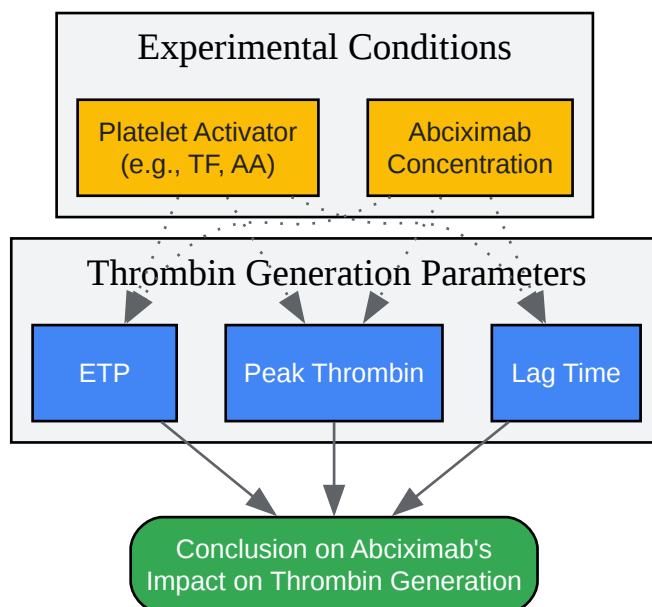 Experimental Conditions
Platelet Activator
(e.g., TF, AA)
Abciximab
Concentration
Thrombin Generation Parameters
ETP
Peak Thrombin
Lag Time
Conclusion on Abciximab's
Impact on Thrombin Generation